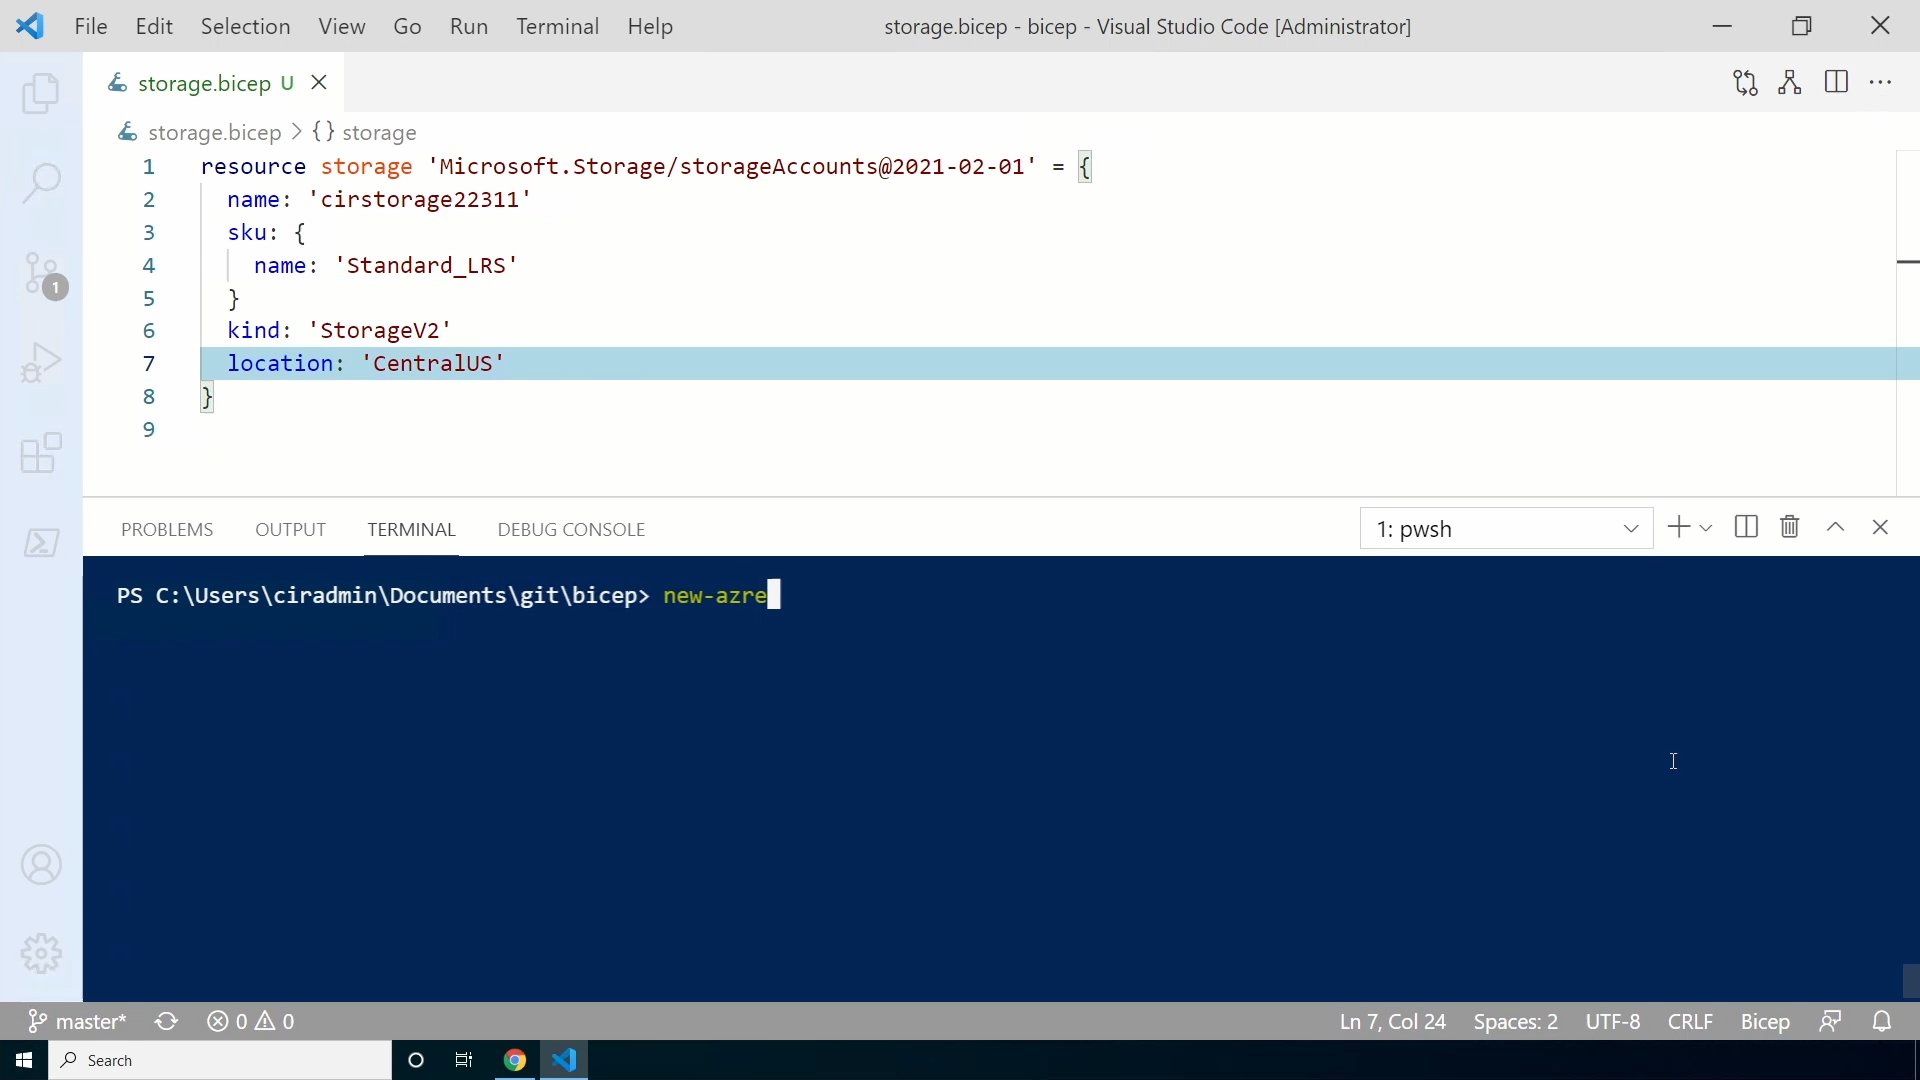 File Edit Selection View Go Run Terminal Help storage.bicep - bicep - Visual Studio Code [Administrator]
storage.bicep U
storage.bicep > {} storage
1 resource storage 'Microsoft.Storage/storageAccounts@2021-02-01' = {
2 name: 'cirstorage22311'
3 sku: {
4 name: 'Standard_LRS'
5 }
6 kind: 'StorageV2'
7 location: 'CentralUS'
8 }
9
1
PROBLEMS OUTPUT TERMINAL DEBUG CONSOLE 1: pwsh
PS C:\Users\ciradmin\Documents\git\bicep> new-azre
master* 0 0 Ln 7, Col 24 Spaces: 2 UTF-8 CRLF Bicep
Search